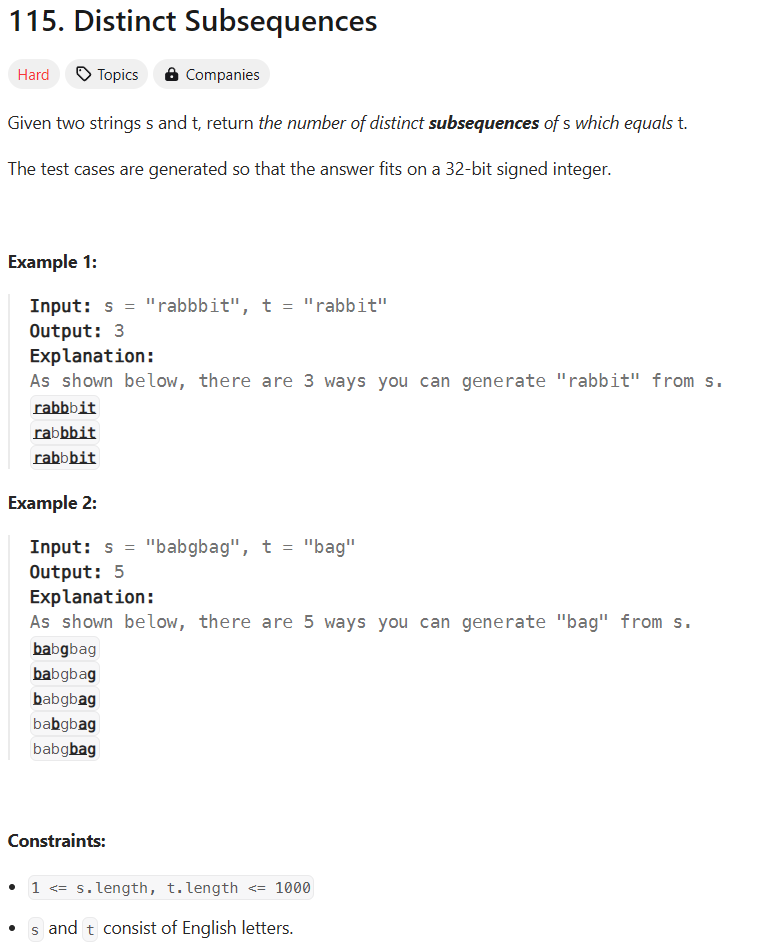 115. Distinct Subsequences
Hard Topics Companies
Given two strings s and t, return the number of distinct subsequences of s which equals t.
The test cases are generated so that the answer fits on a 32-bit signed integer.
Example 1:
Input: s = "rabbbit", t = "rabbit"
Output: 3
Explanation:
As shown below, there are 3 ways you can generate "rabbit" from s.
rabbbit
rabbbit
rabbbit
Example 2:
Input: s = "babgbag", t = "bag"
Output: 5
Explanation:
As shown below, there are 5 ways you can generate "bag" from s.
babgbag
babgbag
babgbag
babgbag
babgbag
Constraints:
• 1 <= s.length, t.length <= 1000
• s and t consist of English letters.